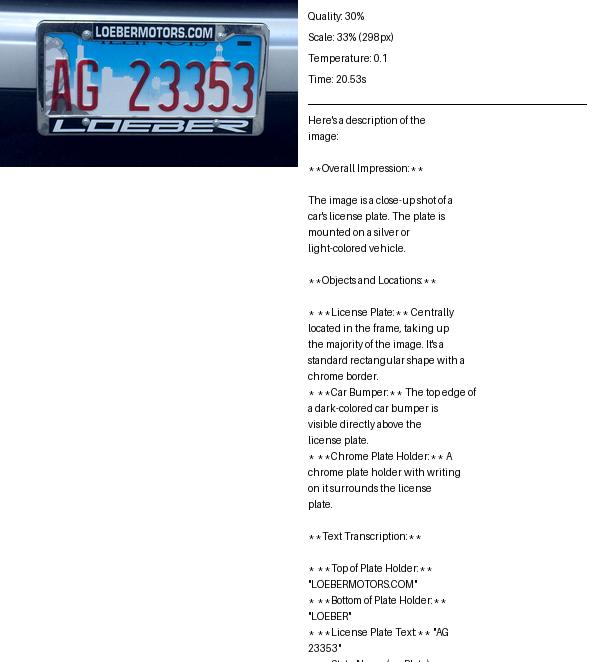 LOEBERMOTORS.COM
ILLINOIS
AG 23353
LOEBER
Quality: 30%
Scale: 33% (298px)
Temperature: 0.1
Time: 20.53s
Here's a description of the
image:
**Overall Impression:**
The image is a close-up shot of a
car's license plate. The plate is
mounted on a silver or
light-colored vehicle.
**Objects and Locations:**
* **License Plate:** Centrally
located in the frame, taking up
the majority of the image. It's a
standard rectangular shape with a
chrome border.
* **Car Bumper:** The top edge of
a dark-colored car bumper is
visible directly above the
license plate.
* **Chrome Plate Holder:** A
chrome plate holder with writing
on it surrounds the license
plate.
**Text Transcription:**
* **Top of Plate Holder:**
"LOEBERMOTORS.COM"
* **Bottom of Plate Holder:**
"LOEBER"
* **License Plate Text:** "AG
23353"